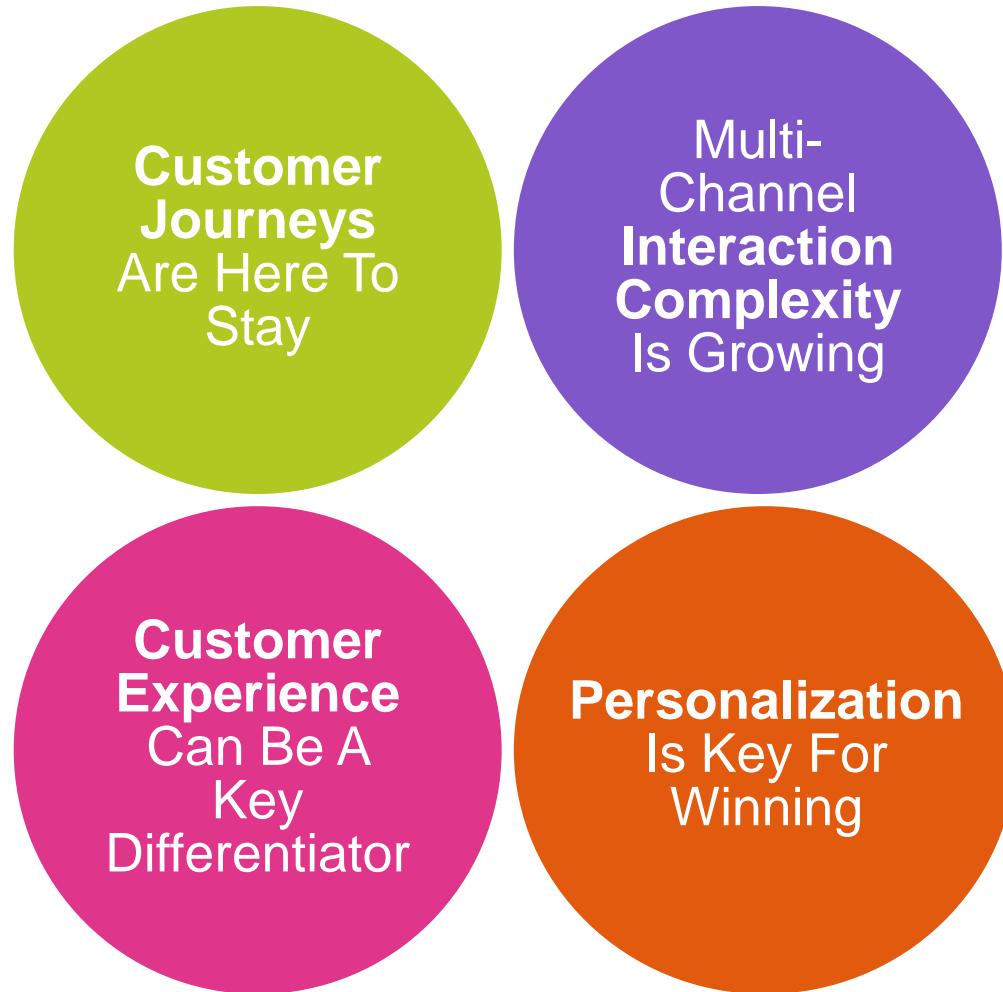 Customer
Journeys
Are Here To
Stay
Multi-
Channel
Interaction
Complexity
Is Growing
Customer
Experience
Can Be A
Key
Differentiator
Personalization
Is Key For
Winning